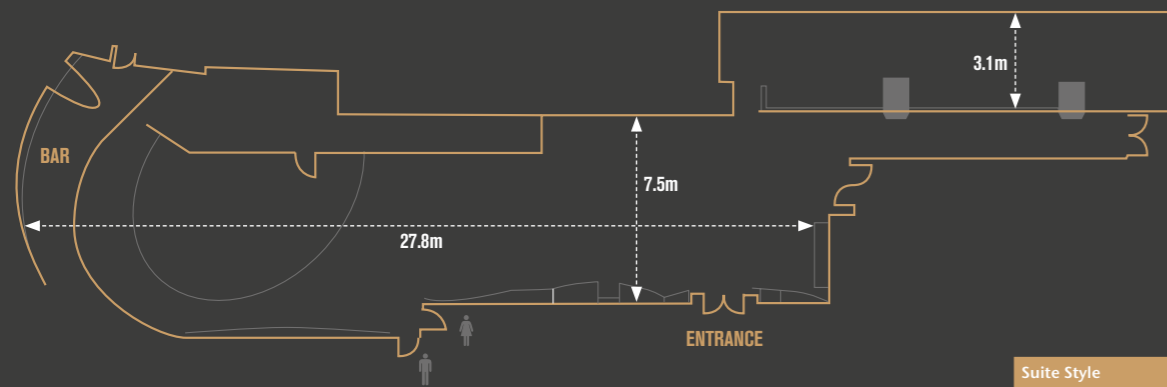 3.1m
BAR
7.5m
27.8m
ENTRANCE
Suite Style